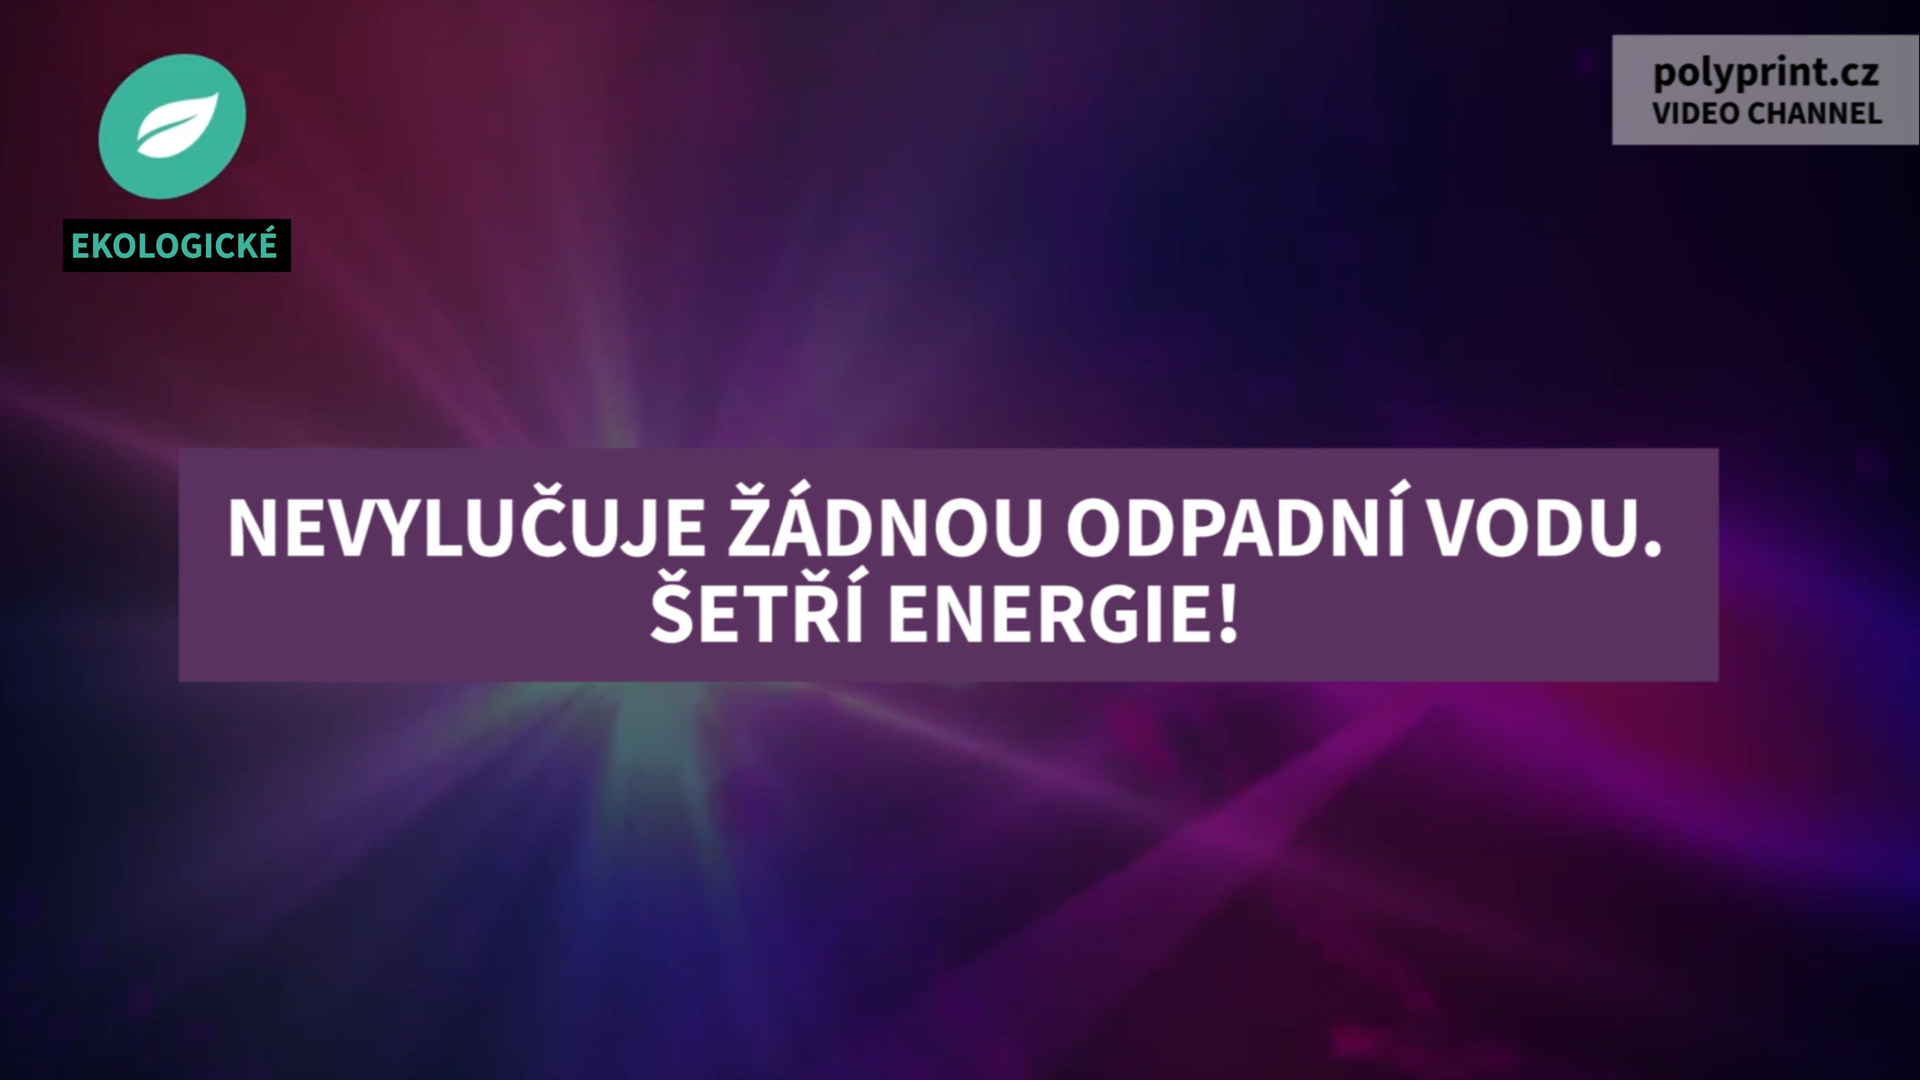 polyprint.cz
VIDEO CHANNEL
EKOLOGICKÉ
NEVYLUČUJE ŽÁDNOU ODPADNÍ VODU.
ŠETŘÍ ENERGIE!